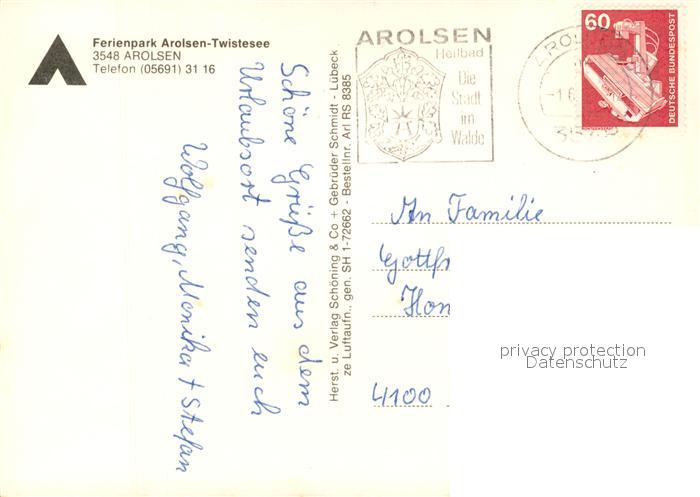 Ferienpark Arolsen-Twistesee
3548 AROLSEN
Telefon (05691) 31 16
Schöne Grüße aus dem
Urlaubsort senden euch
Wolfgang, Monika + Stefan
Herst. u. Verlag Schöning & Co + Gebrüder Schmidt - Lübeck
ze Luftaufn., gen. SH 1-72662 - Bestellnr. Arl RS 8385
AROLSEN
Heilbad
Die
Stadt
im
Walde
60
DEUTSCHE BUNDESPOST
An Familie
4100
privacy protection
Datenschutz